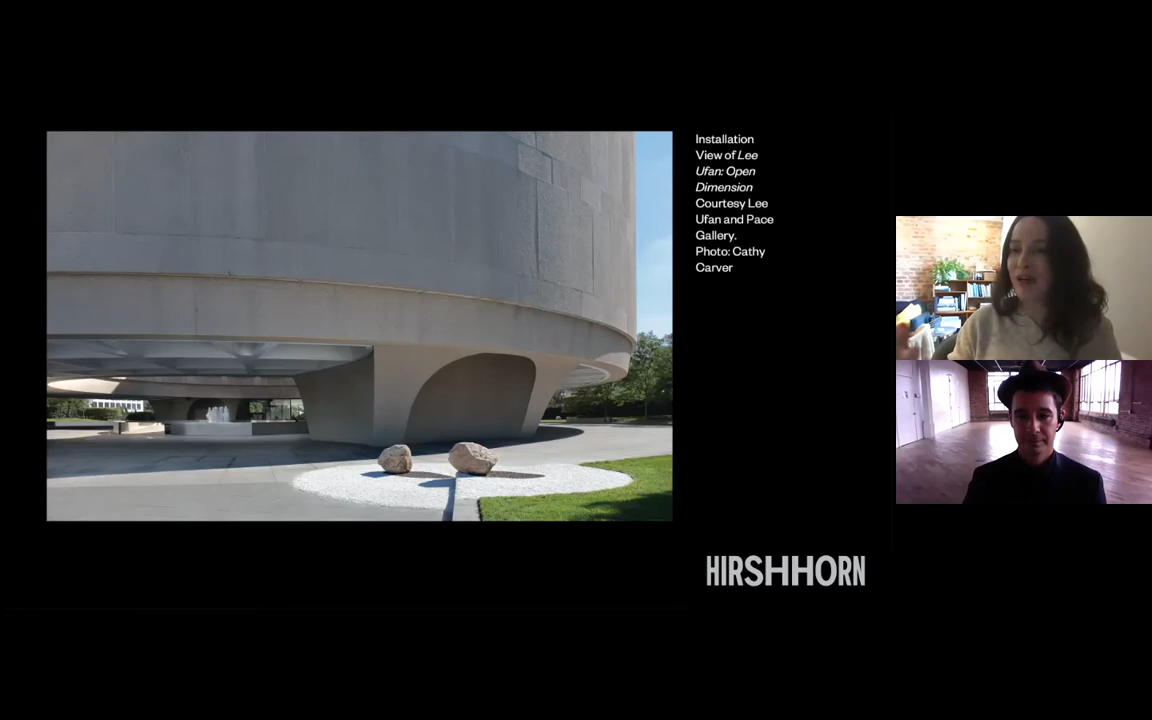 Installation
View of Lee
Ufan: Open
Dimension
Courtesy Lee
Ufan and Pace
Gallery.
Photo: Cathy
Carver
HIRSHHORN